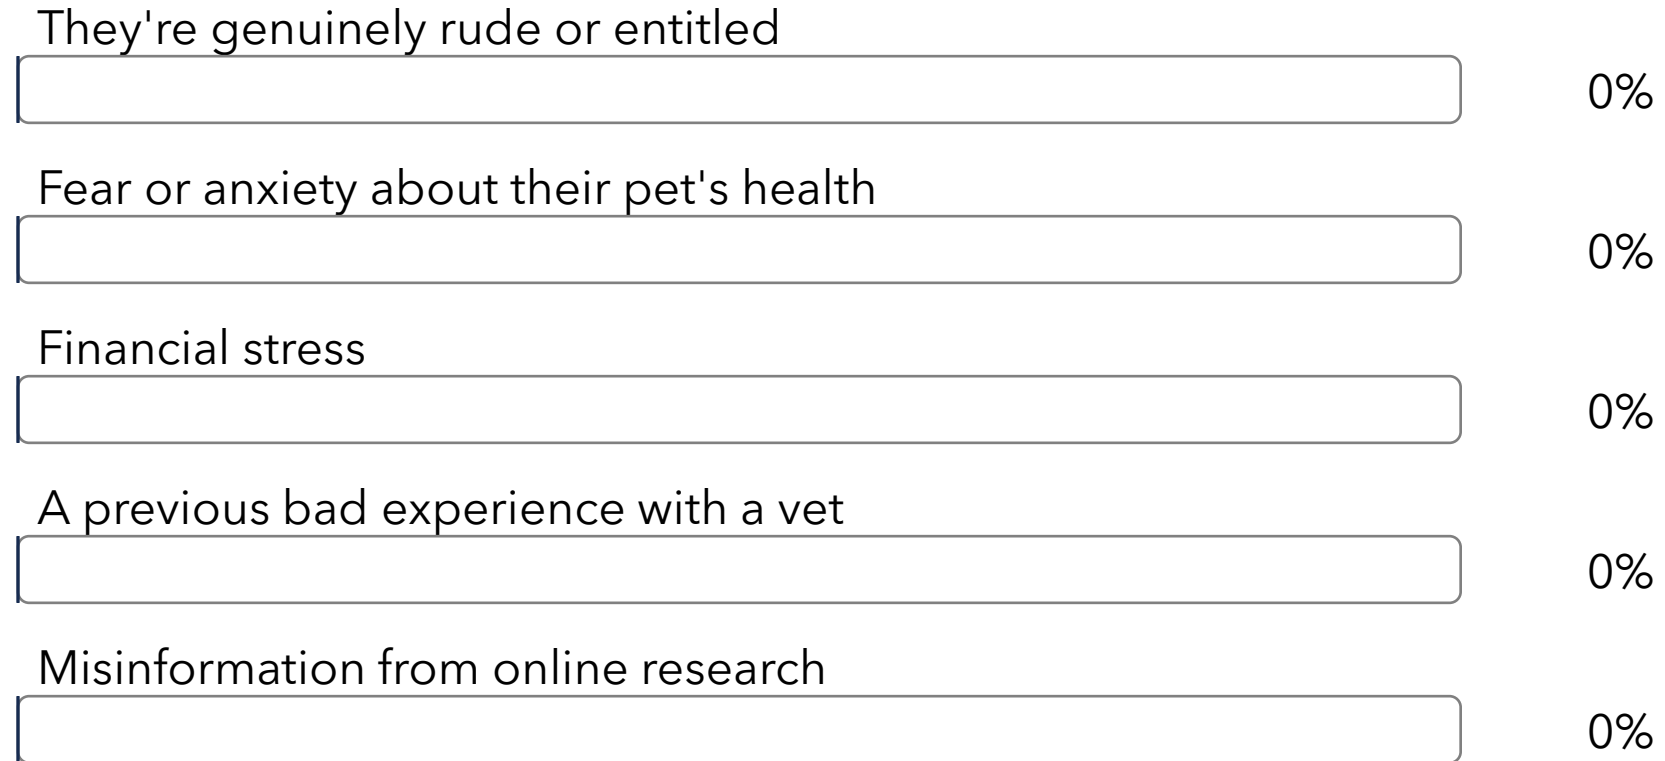 They're genuinely rude or entitled
0%
Fear or anxiety about their pet's health
0%
Financial stress
0%
A previous bad experience with a vet
0%
Misinformation from online research
0%